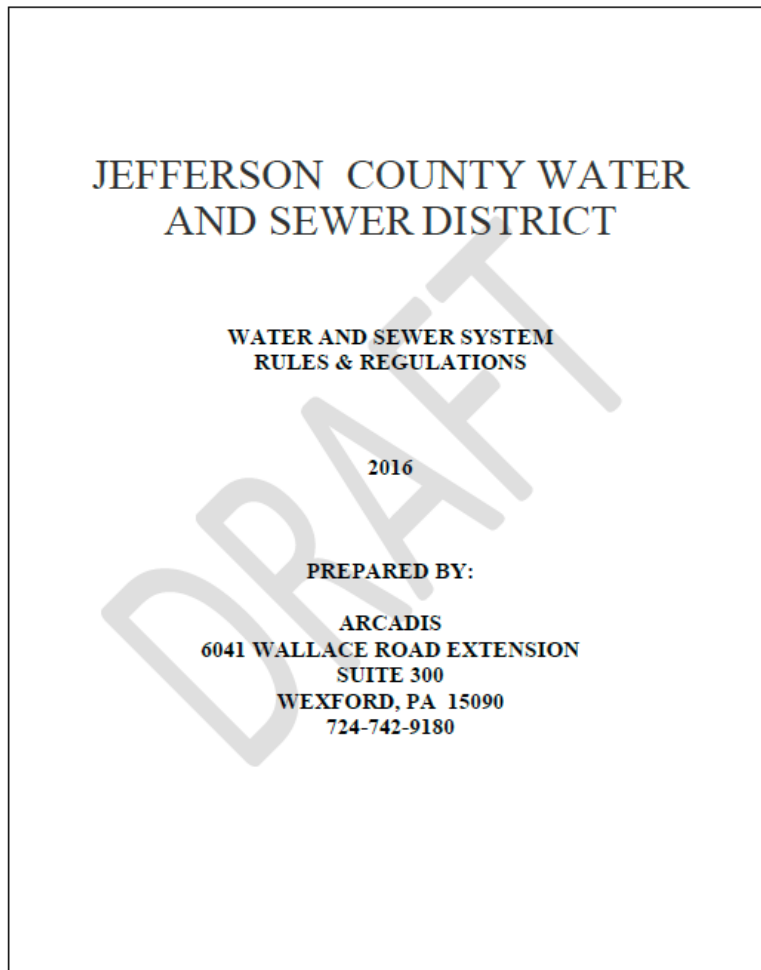 JEFFERSON COUNTY WATER
AND SEWER DISTRICT
WATER AND SEWER SYSTEM
RULES & REGULATIONS
2016
PREPARED BY:
ARCADIS
6041 WALLACE ROAD EXTENSION
SUITE 300
WEXFORD, PA 15090
724-742-9180
DRAFT